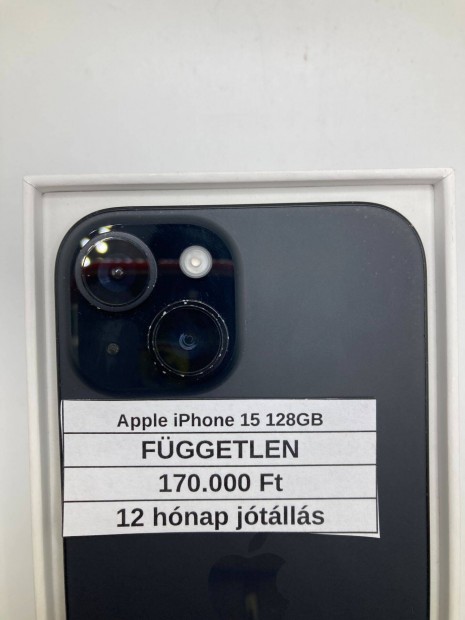 Apple iPhone 15 128GB
FÜGGETLEN
170.000 Ft
12 hónap jótállás